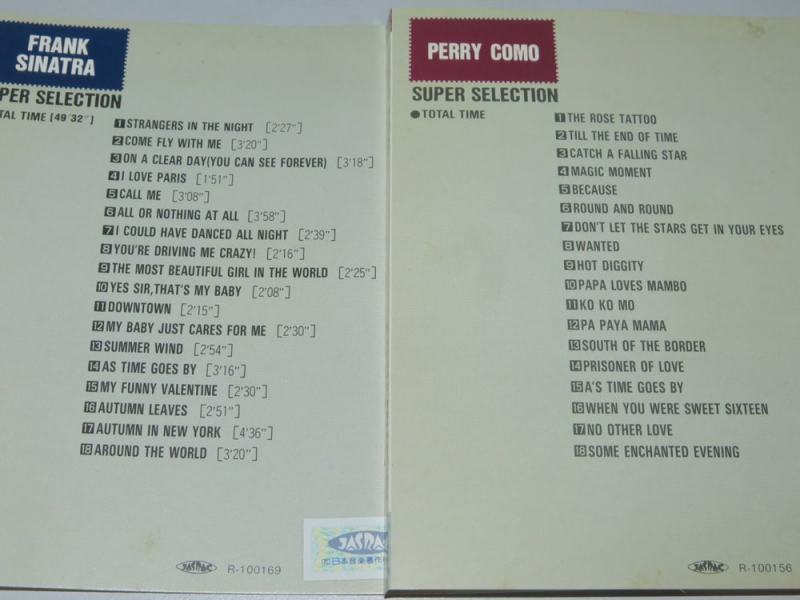 FRANK
SINATRA
PER SELECTION
TAL TIME [49'32"]
1 STRANGERS IN THE NIGHT [2'27"]
2 COME FLY WITH ME [3'20"]
3 ON A CLEAR DAY(YOU CAN SEE FOREVER) [3'18"]
4 I LOVE PARIS [1'51"]
5 CALL ME [3'08"]
6 ALL OR NOTHING AT ALL [3'58"]
7 I COULD HAVE DANCED ALL NIGHT [2'39"]
8 YOU'RE DRIVING ME CRAZY! [2'16"]
9 THE MOST BEAUTIFUL GIRL IN THE WORLD [2'25"]
10 YES SIR,THAT'S MY BABY [2'08"]
11 DOWNTOWN [2'15"]
12 MY BABY JUST CARES FOR ME [2'30"]
13 SUMMER WIND [2'54"]
14 AS TIME GOES BY [3'16"]
15 MY FUNNY VALENTINE [2'30"]
16 AUTUMN LEAVES [2'51"]
17 AUTUMN IN NEW YORK [4'36"]
18 AROUND THE WORLD [3'20"]
JASRAC R-100169
JASRAC
日本音楽著作
PERRY COMO
SUPER SELECTION
●TOTAL TIME
1 THE ROSE TATTOO
2 TILL THE END OF TIME
3 CATCH A FALLING STAR
4 MAGIC MOMENT
5 BECAUSE
6 ROUND AND ROUND
7 DON'T LET THE STARS GET IN YOUR EYES
8 WANTED
9 HOT DIGGITY
10 PAPA LOVES MAMBO
11 KO KO MO
12 PA PAYA MAMA
13 SOUTH OF THE BORDER
14 PRISONER OF LOVE
15 A'S TIME GOES BY
16 WHEN YOU WERE SWEET SIXTEEN
17 NO OTHER LOVE
18 SOME ENCHANTED EVENING
JASRAC R-100156